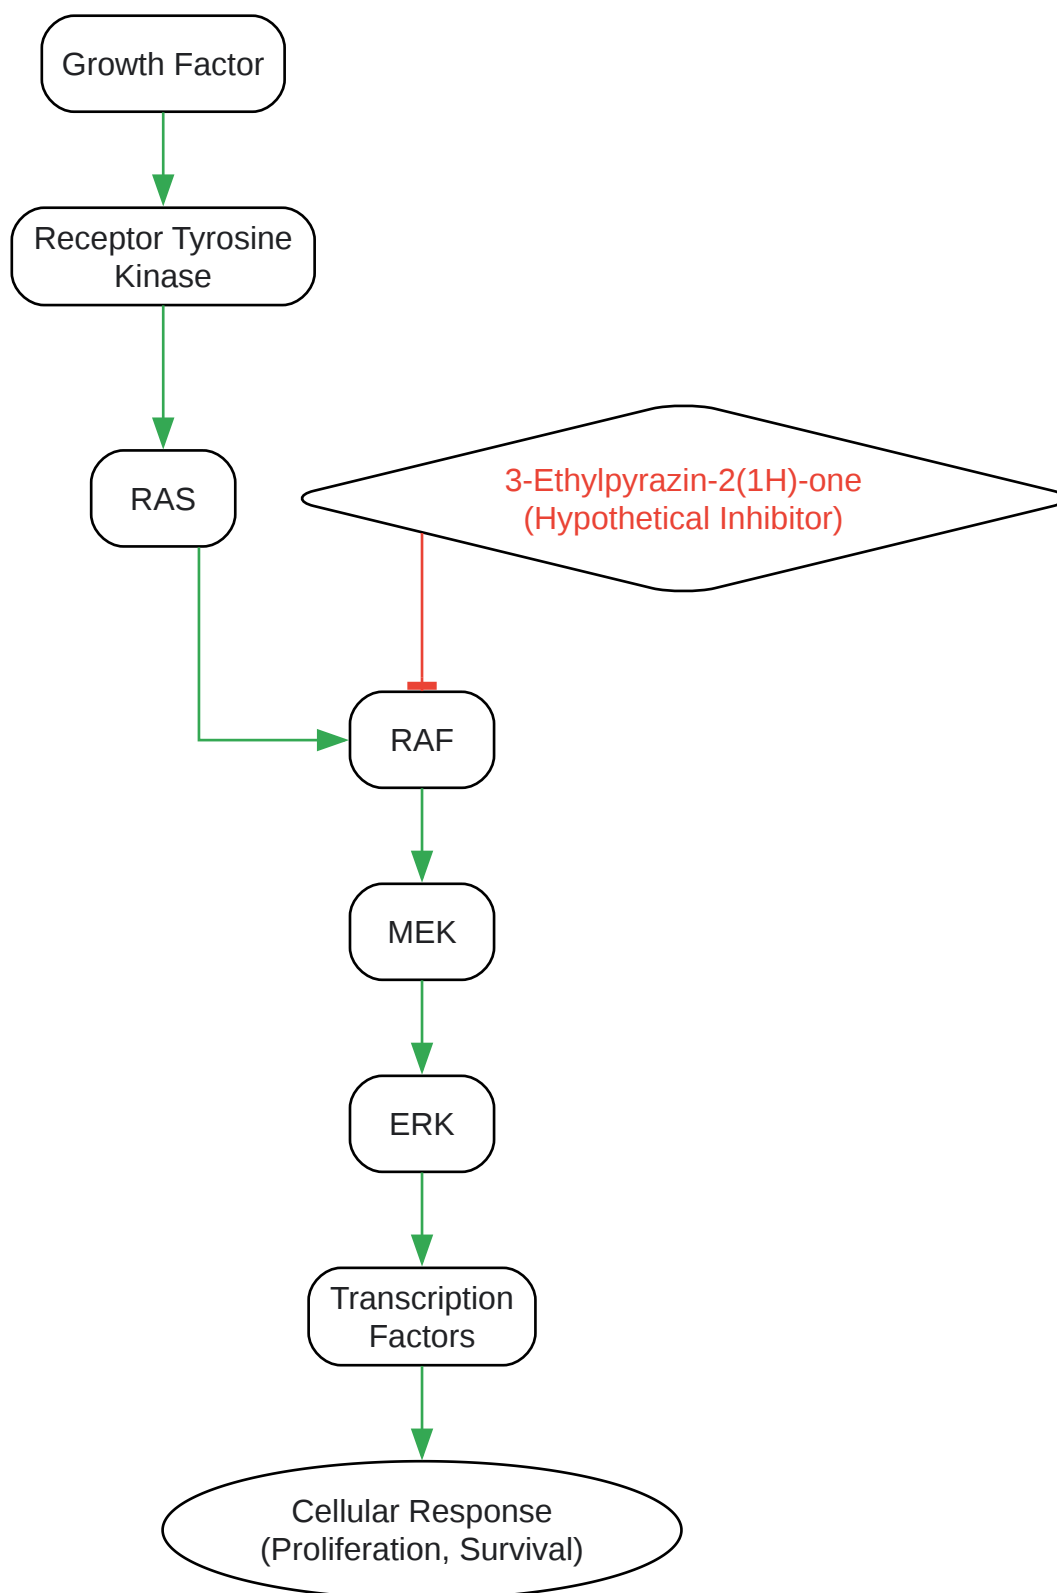 Growth Factor
Receptor Tyrosine
Kinase
RAS
3-Ethylpyrazin-2(1H)-one
(Hypothetical Inhibitor)
RAF
MEK
ERK
Transcription
Factors
Cellular Response
(Proliferation, Survival)